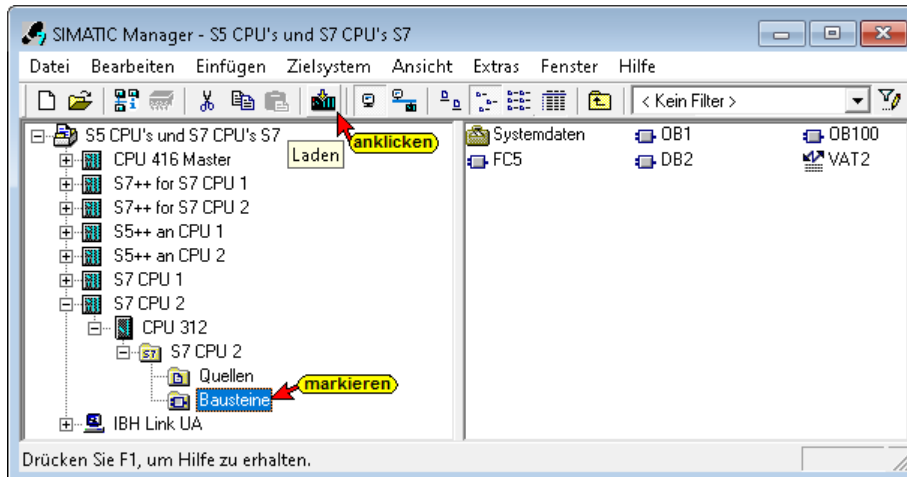 SIMATIC Manager - S5 CPU's und S7 CPU's S7
Datei Bearbeiten Einfügen Zielsystem Ansicht Extras Fenster Hilfe
< Kein Filter >
S5 CPU's und S7 CPU's S7
anklicken
Laden
CPU 416 Master
S7++ for S7 CPU 1
S7++ for S7 CPU 2
S5++ an CPU 1
S5++ an CPU 2
S7 CPU 1
S7 CPU 2
CPU 312
S7 CPU 2
Quellen
markieren
Bausteine
IBH Link UA
Systemdaten OB1 OB100
FC5 DB2 VAT2
Drücken Sie F1, um Hilfe zu erhalten.